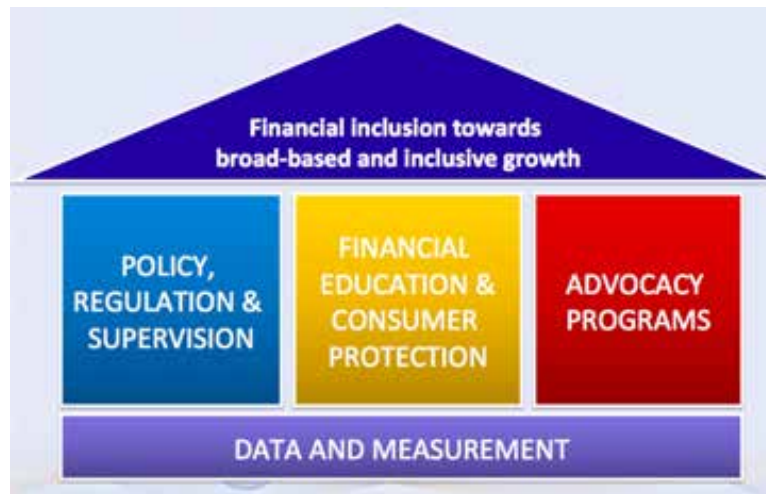 Financial inclusion towards
broad-based and inclusive growth
POLICY,
REGULATION &
SUPERVISION
FINANCIAL
EDUCATION &
CONSUMER
PROTECTION
ADVOCACY
PROGRAMS
DATA AND MEASUREMENT